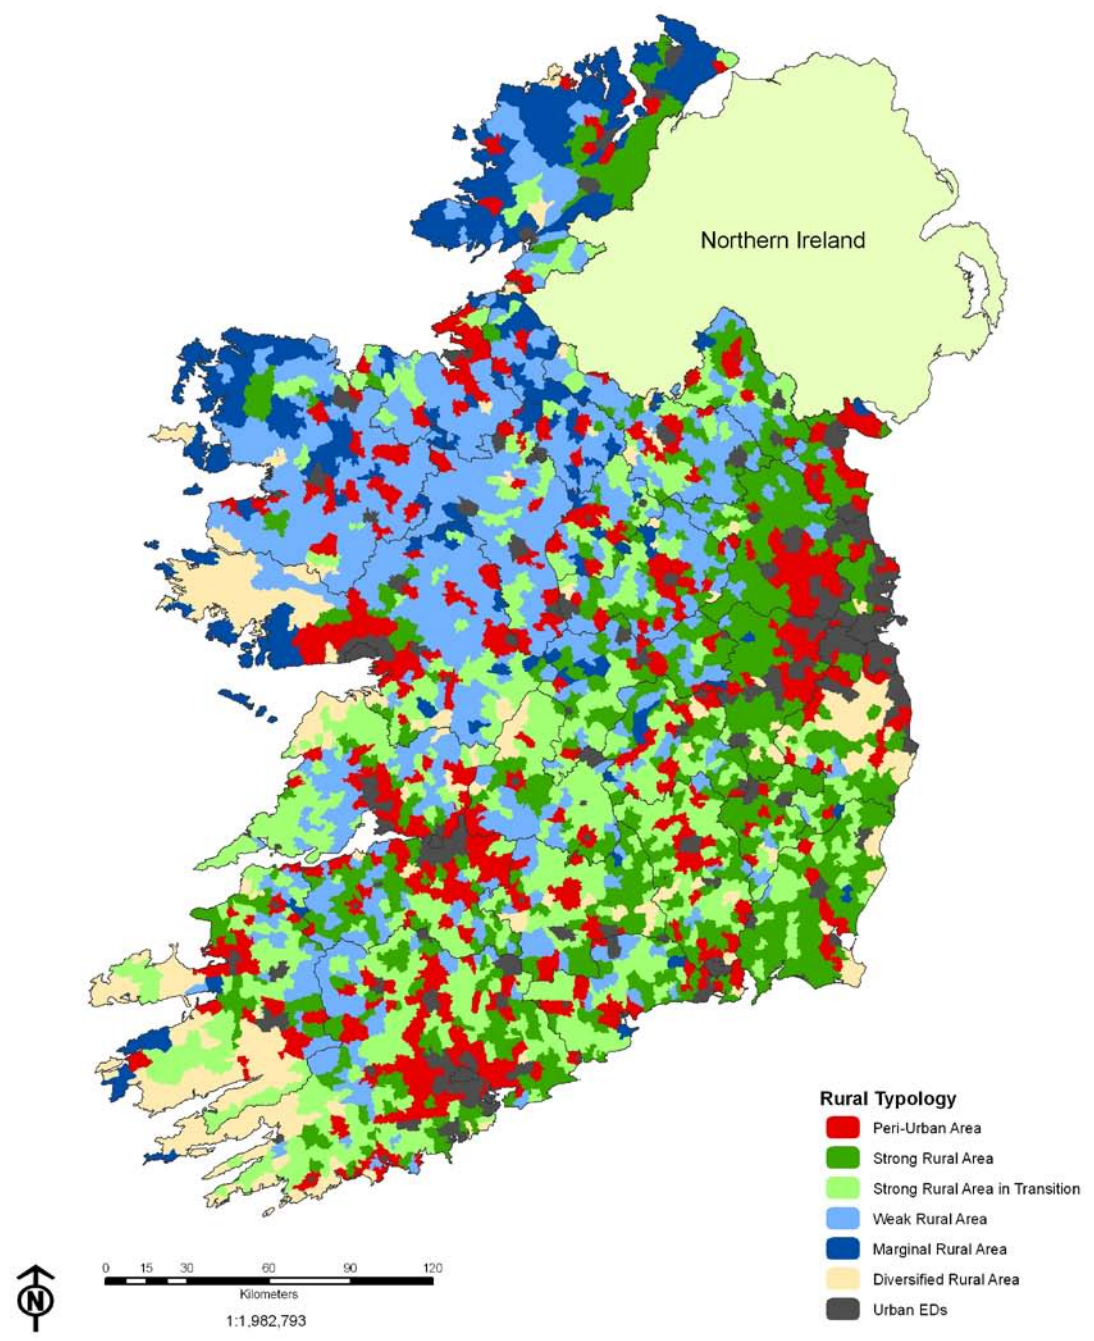 Northern Ireland
Rural Typology
Peri-Urban Area
Strong Rural Area
Strong Rural Area in Transition
Weak Rural Area
Marginal Rural Area
Diversified Rural Area
Urban EDs
0 15 30 60 90 120
Kilometers
1:1,982,793
N